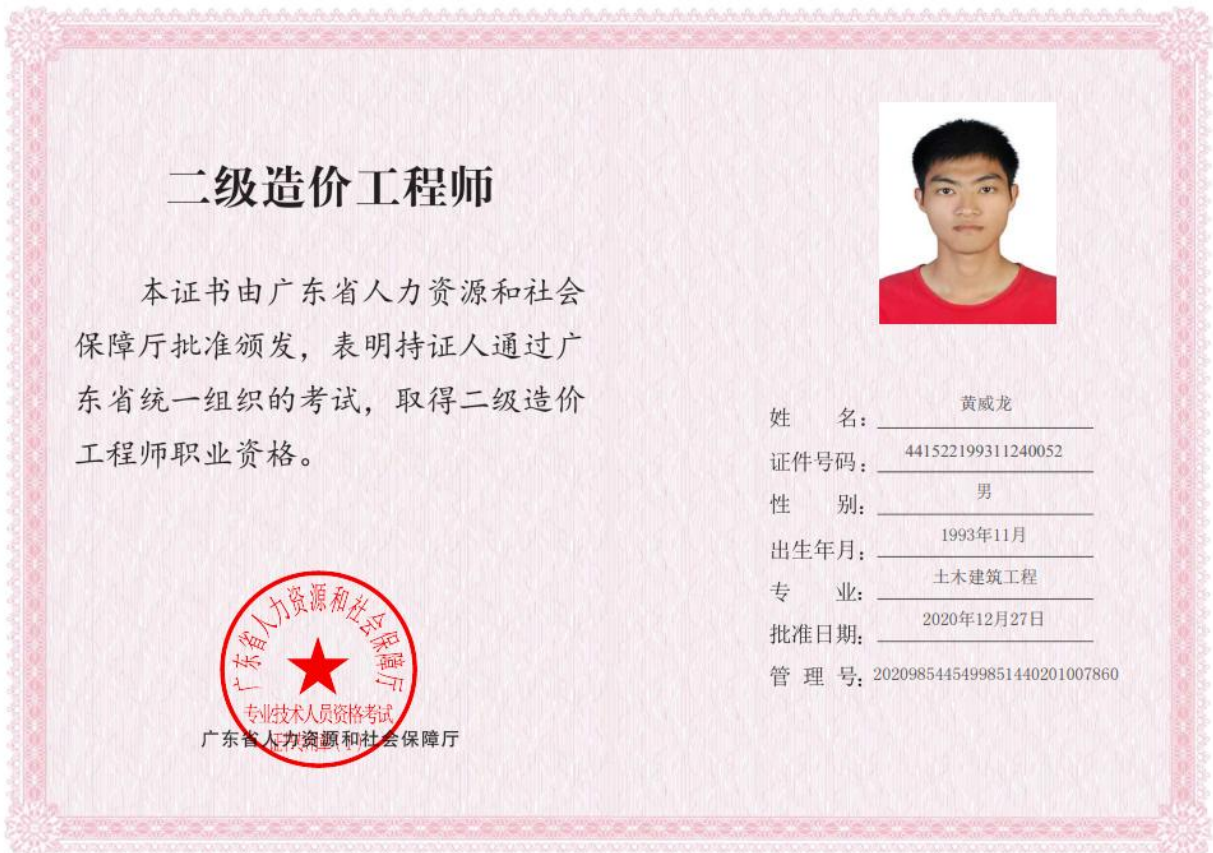 二级造价工程师
本证书由广东省人力资源和社会
保障厅批准颁发，表明持证人通过广
东省统一组织的考试，取得二级造价
工程师职业资格。
广东省人力资源和社会保障厅
专业技术人员资格考试
广东省人力资源和社会保障厅
姓 名：黄威龙
证件号码：441522199311240052
性 别：男
出生年月：1993年11月
专 业：土木建筑工程
批准日期：2020年12月27日
管 理 号：20209854454998514402010​07860